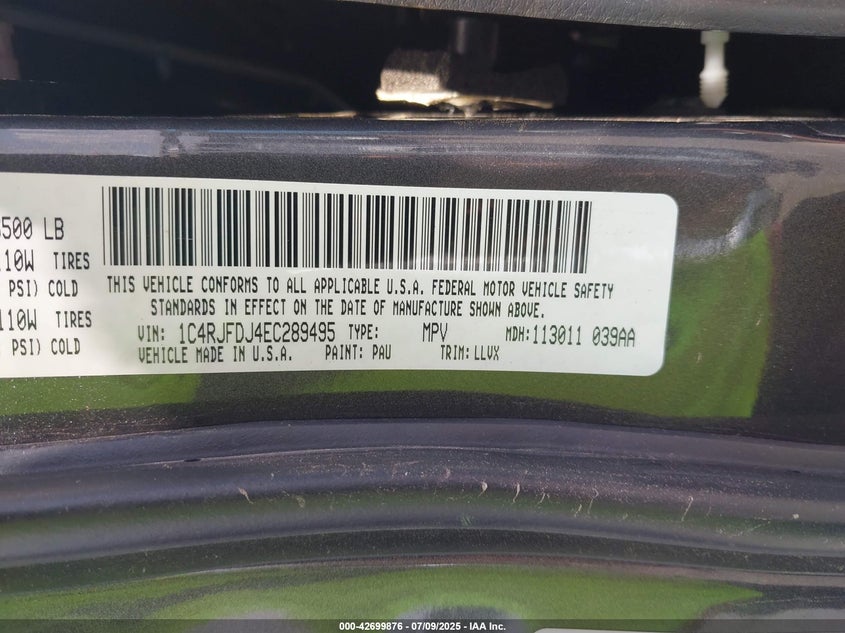 500 LB
110W TIRES
PSI) COLD
110W TIRES
PSI) COLD
THIS VEHICLE CONFORMS TO ALL APPLICABLE U.S.A. FEDERAL MOTOR VEHICLE SAFETY
STANDARDS IN EFFECT ON THE DATE OF MANUFACTURE SHOWN ABOVE.
VIN: 1C4RJFDJ4EC289495 TYPE: MPV MDH:113011 039AA
VEHICLE MADE IN U.S.A. PAINT: PAU TRIM: LLVX
000-42699876 | 07/09/2025 - IAA Inc.